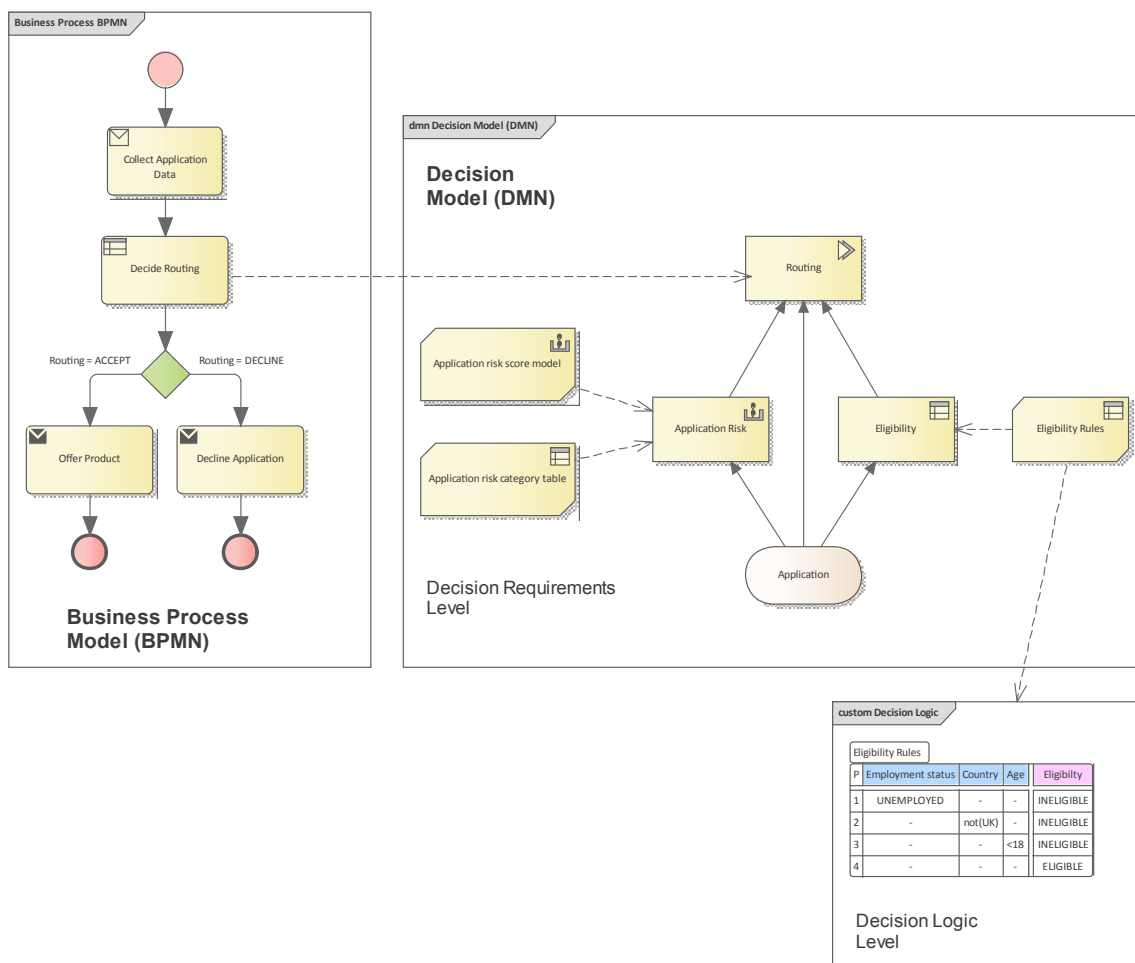 Business Process BPMN
Collect Application
Data
Decide Routing
Routing = ACCEPT
Routing = DECLINE
Offer Product
Decline Application
Business Process
Model (BPMN)
dmn Decision Model (DMN)
Decision
Model (DMN)
Routing
Application risk score model
Application Risk
Eligibility
Eligibility Rules
Application risk category table
Application
Decision Requirements
Level
custom Decision Logic
Eligibility Rules
P Employment status Country Age Eligibilty
1 UNEMPLOYED - - INELIGIBLE
2 - not(UK) - INELIGIBLE
3 - - <18 INELIGIBLE
4 - - - ELIGIBLE
Decision Logic
Level